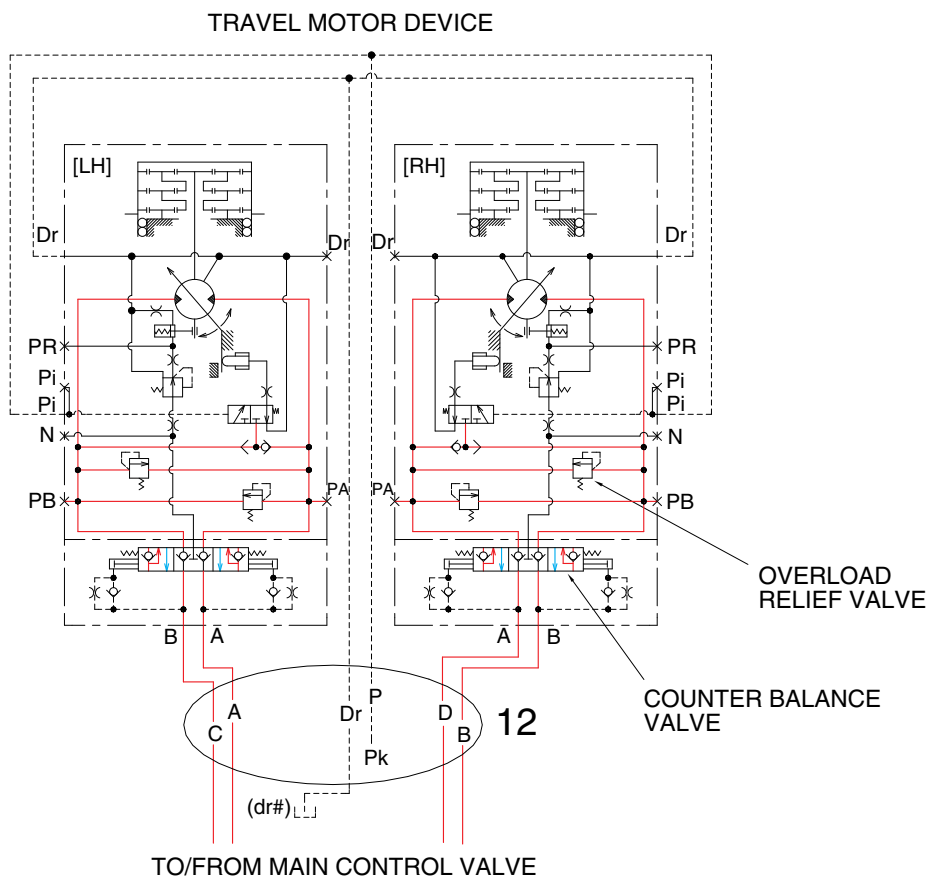 TRAVEL MOTOR DEVICE
[LH]
[RH]
Dr
Dr
Dr
Dr
PR
PR
Pi
Pi
Pi
Pi
N
N
PB
PA
PA
PB
OVERLOAD
RELIEF VALVE
B
A
A
B
COUNTER BALANCE
VALVE
P
A
Dr
D
12
C
B
Pk
(dr#)
TO/FROM MAIN CONTROL VALVE